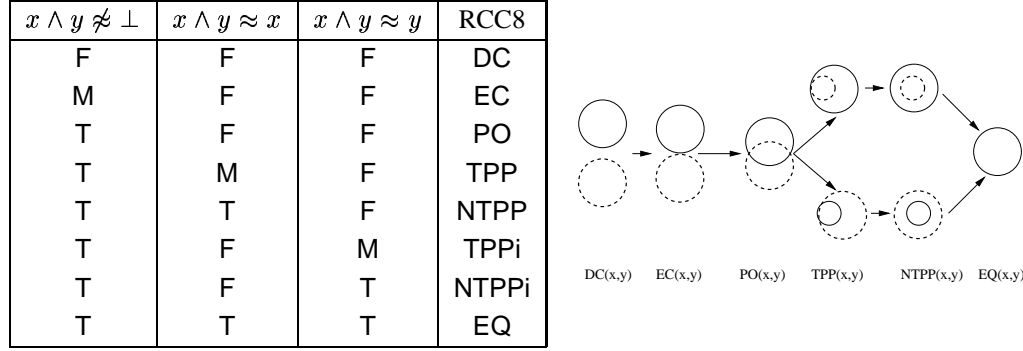 x ∧ y ≉ ⊥ x ∧ y ≈ x x ∧ y ≈ y RCC8
F F F DC
M F F EC
T F F PO
T M F TPP
T T F NTPP
T F M TPPi
T F T NTPPi
T T T EQ
DC(x,y) EC(x,y) PO(x,y) TPP(x,y) NTPP(x,y) EQ(x,y)